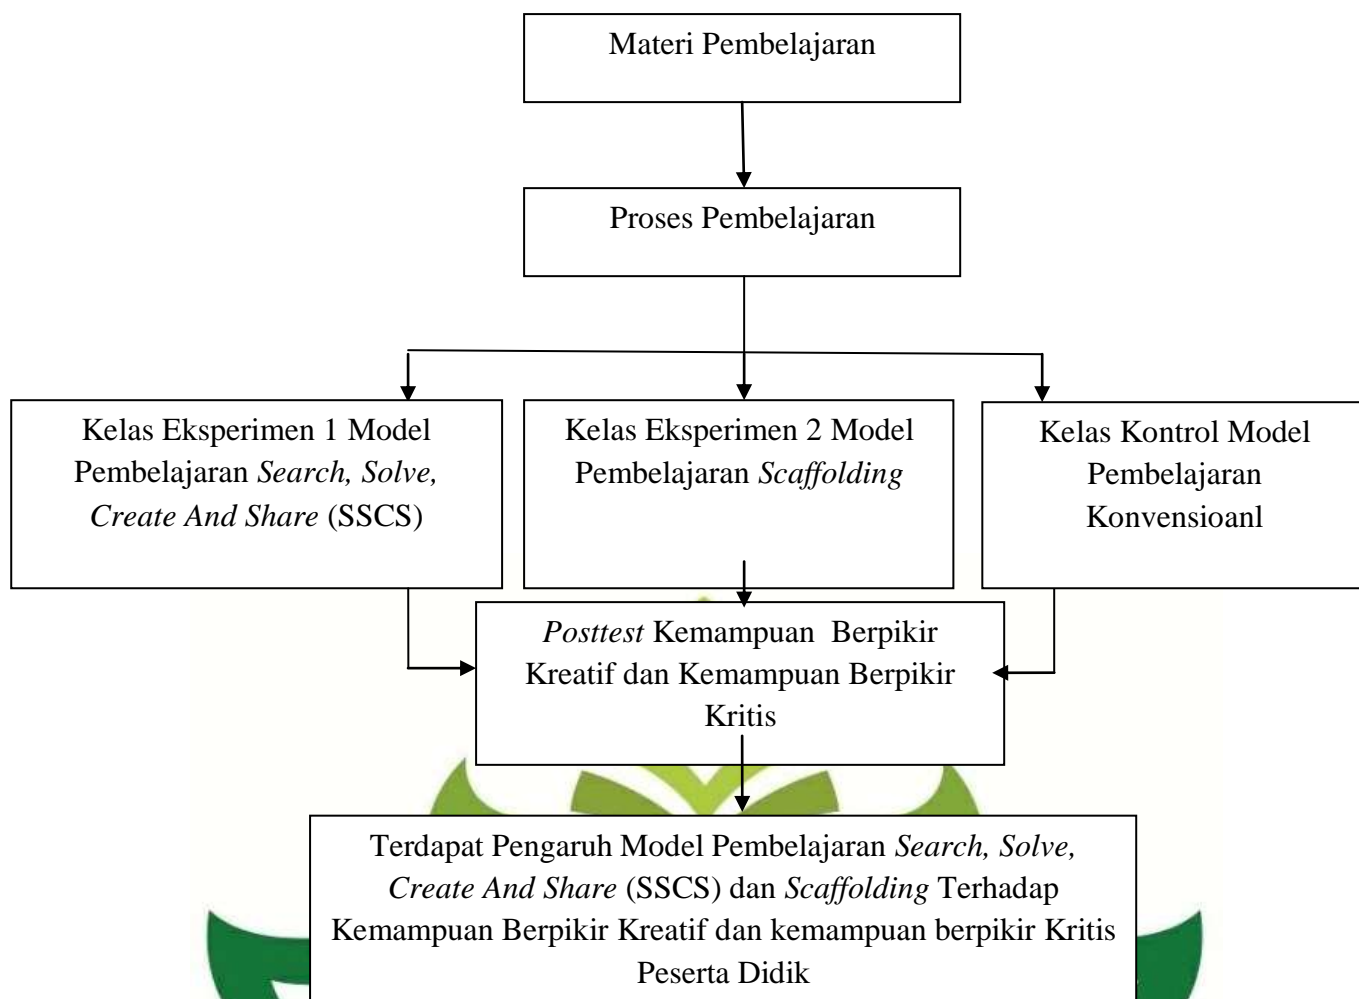 Materi Pembelajaran
Proses Pembelajaran
Kelas Eksperimen 1 Model
Pembelajaran Search, Solve,
Create And Share (SSCS)
Kelas Eksperimen 2 Model
Pembelajaran Scaffolding
Kelas Kontrol Model
Pembelajaran
Konvensioanl
Posttest Kemampuan Berpikir
Kreatif dan Kemampuan Berpikir
Kritis
Terdapat Pengaruh Model Pembelajaran Search, Solve,
Create And Share (SSCS) dan Scaffolding Terhadap
Kemampuan Berpikir Kreatif dan kemampuan berpikir Kritis
Peserta Didik